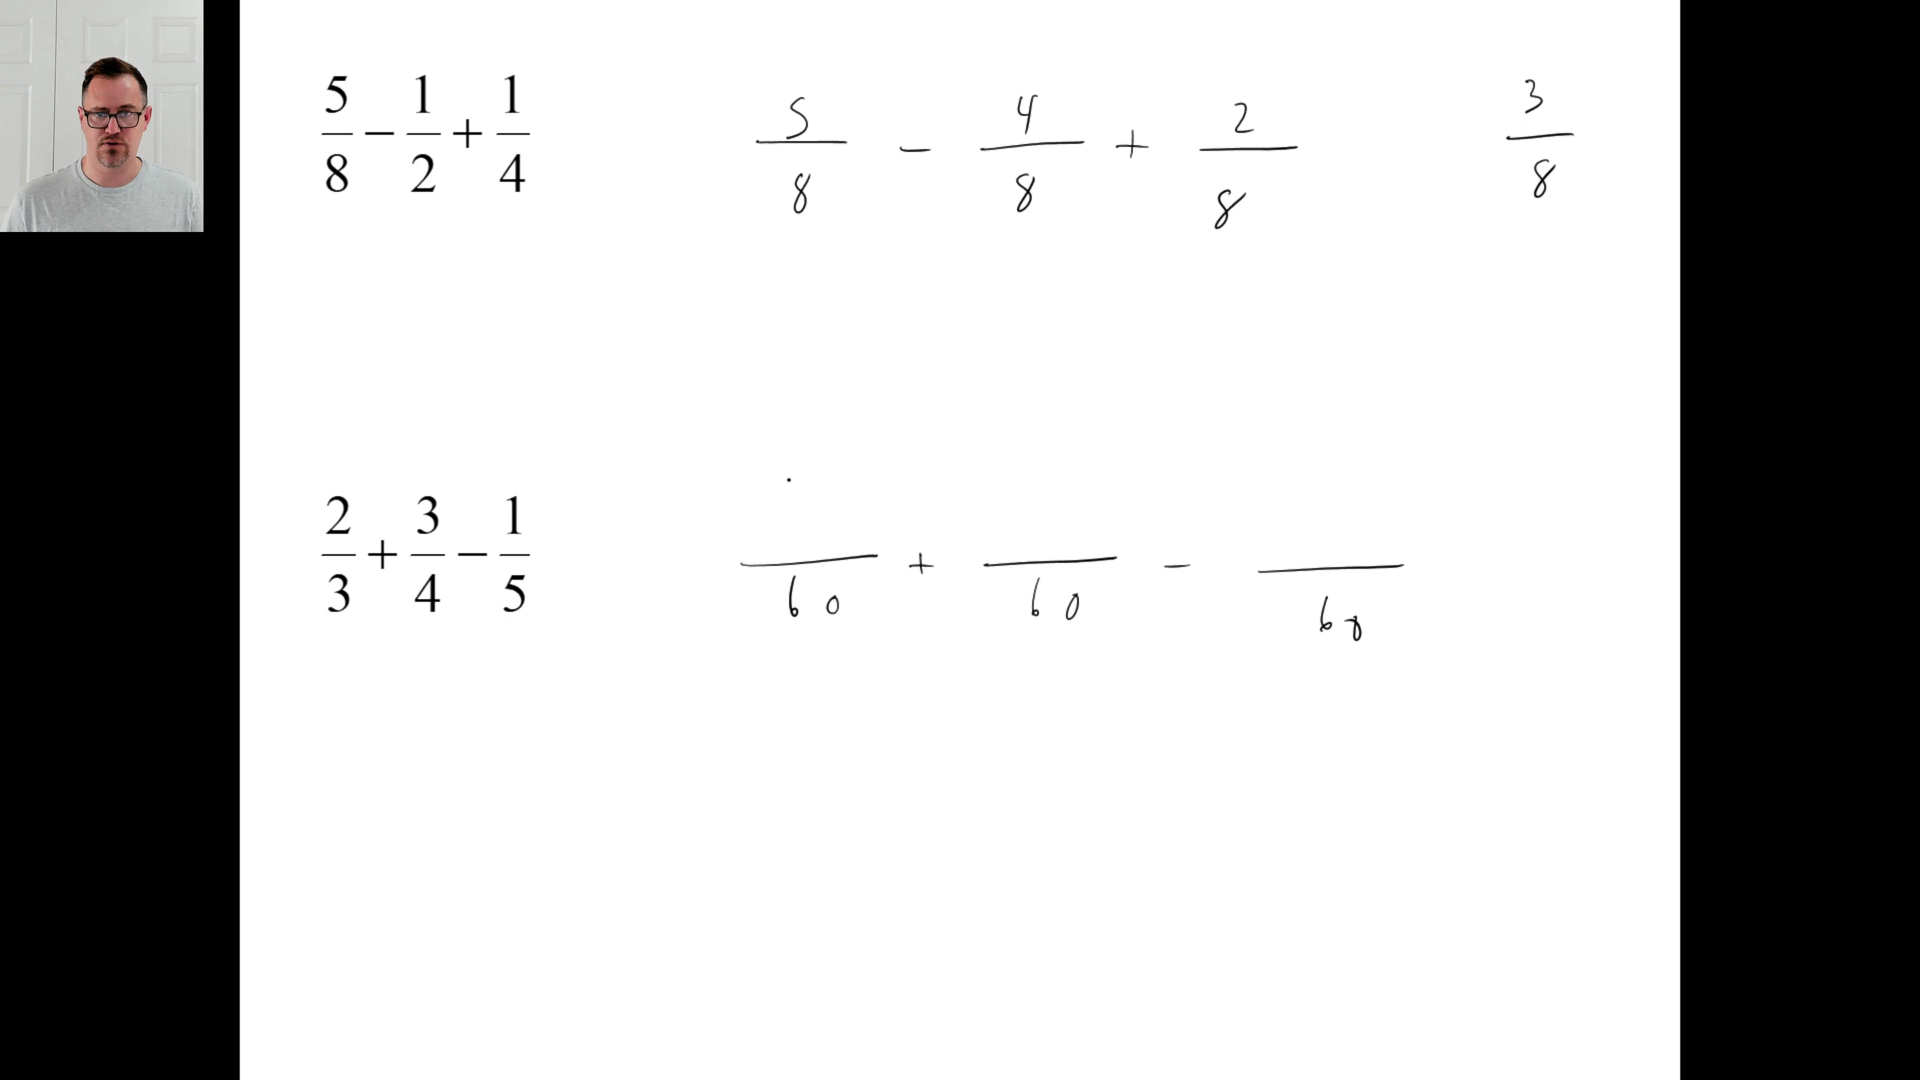 5/8 − 1/2 + 1/4    5/8 − 4/8 + 2/8    3/8
2/3 + 3/4 − 1/5    /60 + /60 − /60